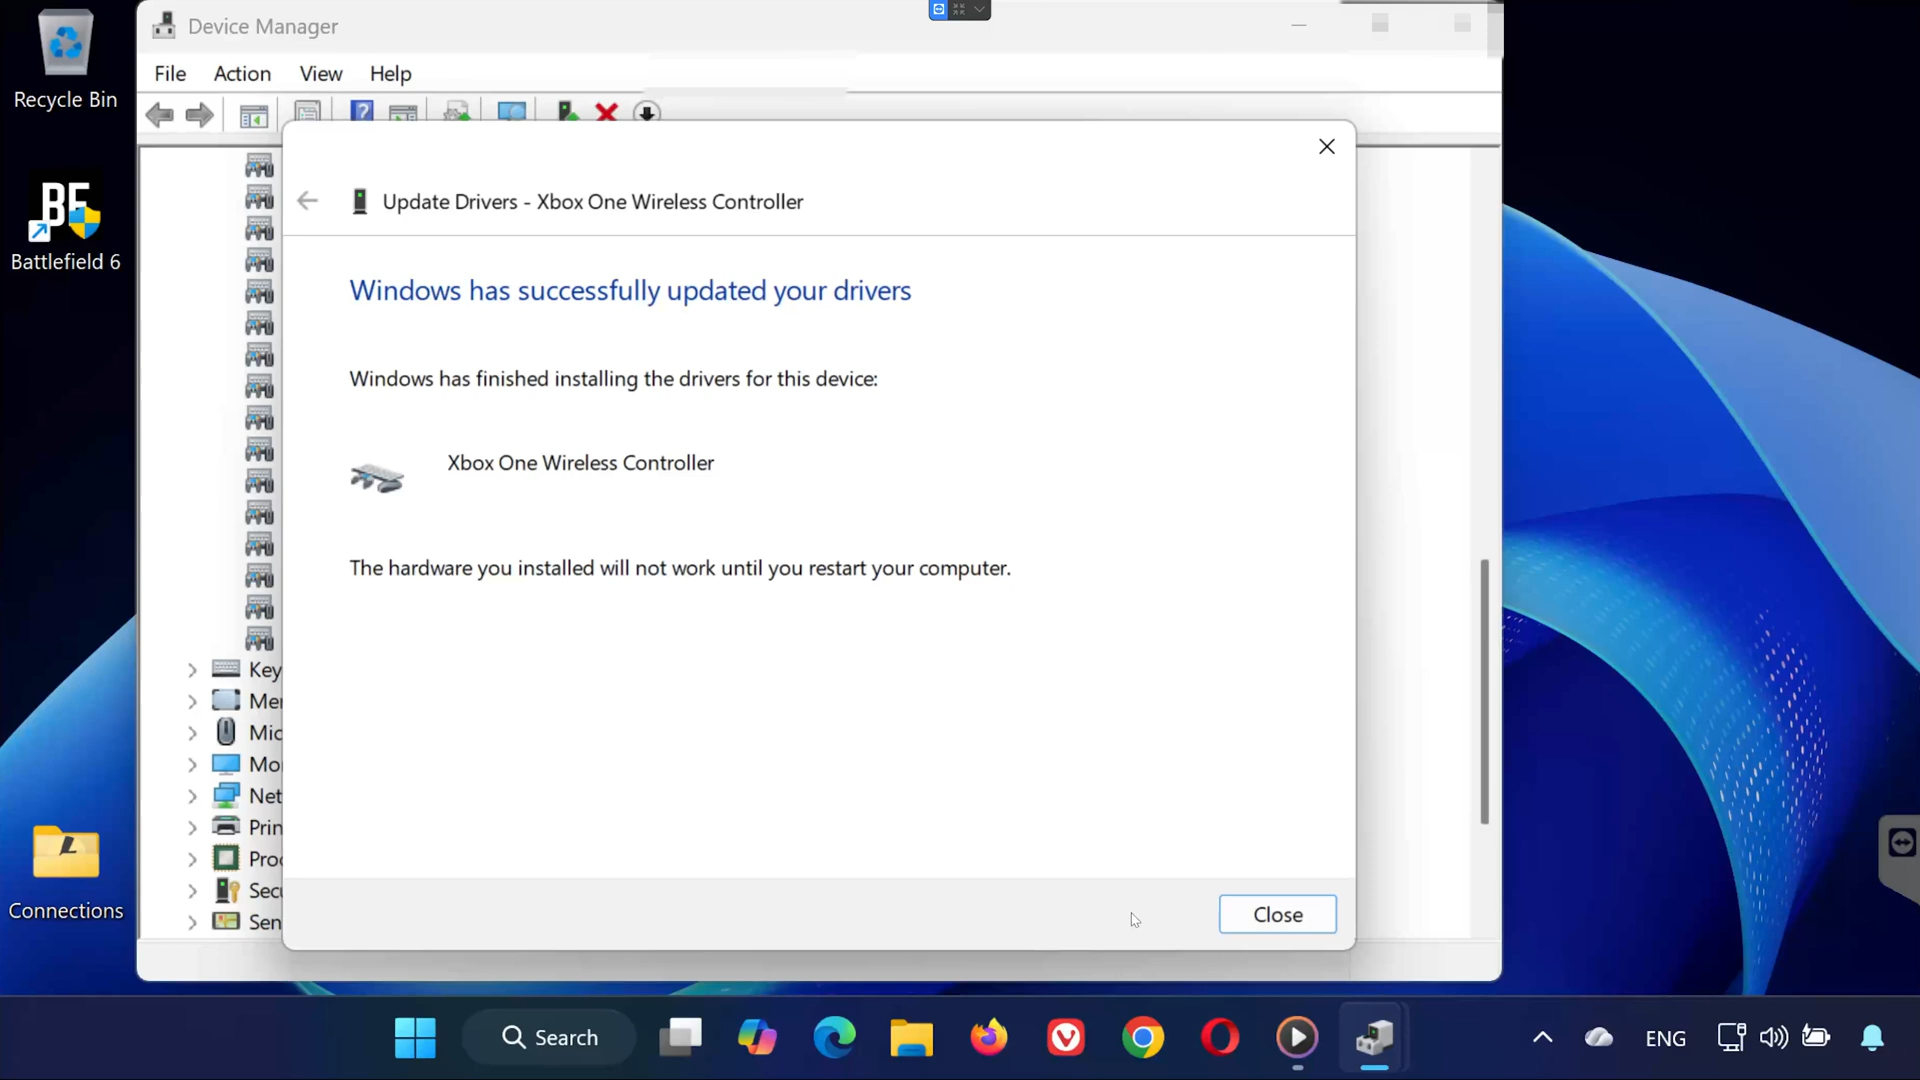 Recycle Bin
Battlefield 6
Connections
Device Manager
File Action View Help
Update Drivers - Xbox One Wireless Controller
Windows has successfully updated your drivers
Windows has finished installing the drivers for this device:
Xbox One Wireless Controller
The hardware you installed will not work until you restart your computer.
Close
Key
Mic
Mo
Net
Prin
Proc
Secu
Sen
Search
ENG